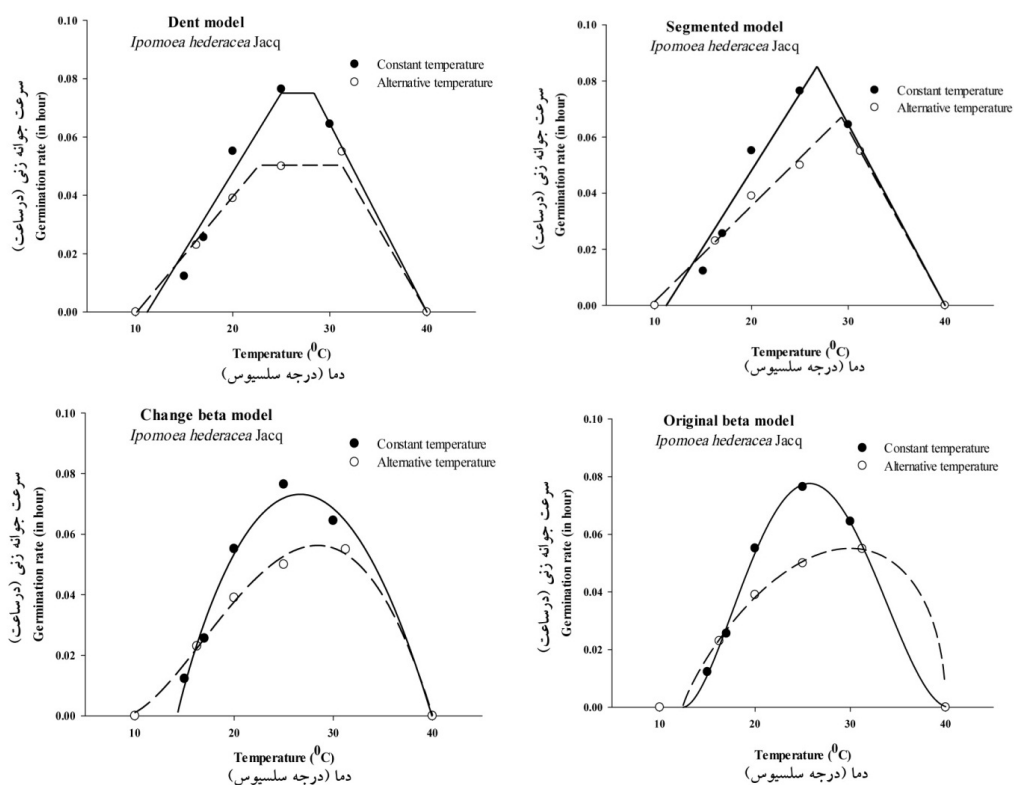 Dent model
Ipomoea hederacea Jacq
Constant temperature
Alternative temperature
سرعت جوانه زنی (درساعت)
Germination rate (in hour)
0.10
0.08
0.06
0.04
0.02
0.00
10
20
30
40
Temperature (⁰C)
دما (درجه سلسیوس)
Segmented model
Ipomoea hederacea Jacq
Constant temperature
Alternative temperature
سرعت جوانه زنی (درساعت)
Germination rate (in hour)
0.10
0.08
0.06
0.04
0.02
0.00
10
20
30
40
Temperature (⁰C)
دما (درجه سلسیوس)
Change beta model
Ipomoea hederacea Jacq
Constant temperature
Alternative temperature
سرعت جوانه زنی (درساعت)
Germination rate (in hour)
0.10
0.08
0.06
0.04
0.02
0.00
10
20
30
40
Temperature (⁰C)
دما (درجه سلسیوس)
Original beta model
Ipomoea hederacea Jacq
Constant temperature
Alternative temperature
سرعت جوانه زنی (درساعت)
Germination rate (in hour)
0.10
0.08
0.06
0.04
0.02
0.00
10
20
30
40
Temperature (⁰C)
دما (درجه سلسیوس)